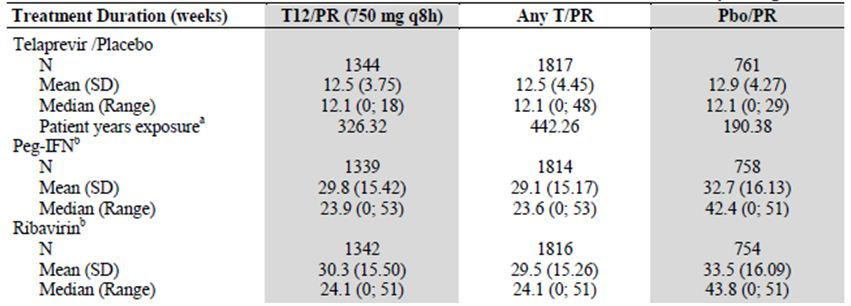 Treatment Duration (weeks) T12/PR (750 mg q8h) Any T/PR Pbo/PR
Telaprevir /Placebo
N 1344 1817 761
Mean (SD) 12.5 (3.75) 12.5 (4.45) 12.9 (4.27)
Median (Range) 12.1 (0; 18) 12.1 (0; 48) 12.1 (0; 29)
Patient years exposureᵃ 326.32 442.26 190.38
Peg-IFNᵇ
N 1339 1814 758
Mean (SD) 29.8 (15.42) 29.1 (15.17) 32.7 (16.13)
Median (Range) 23.9 (0; 53) 23.6 (0; 53) 42.4 (0; 51)
Ribavirinᵇ
N 1342 1816 754
Mean (SD) 30.3 (15.50) 29.5 (15.26) 33.5 (16.09)
Median (Range) 24.1 (0; 51) 24.1 (0; 51) 43.8 (0; 51)